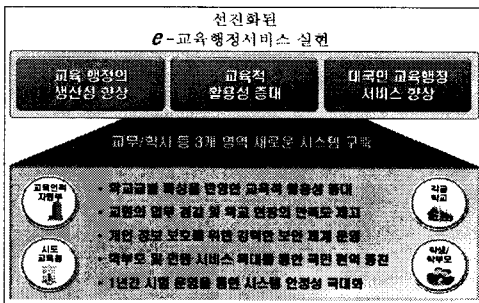 선진화된
e-교육행정서비스 실현
교육 행정의
생산성 향상
교육적
활용성 증대
대국민 교육행정
서비스 향상
교무/학사 등 3개 영역 새로운 시스템 구축
교육인적
자원부
각급
학교
시도
교육청
학생/
학부모
• 학교급별 특성을 반영한 교육적 활용성 증대
• 교원의 업무 경감 및 학교 현장의 만족도 제고
• 개인 정보 보호를 위한 강력한 보안 체계 운영
• 학부모 및 민원 서비스 확대를 통한 국민 편익 증진
• 1년간 시범 운영을 통한 시스템 안정성 극대화